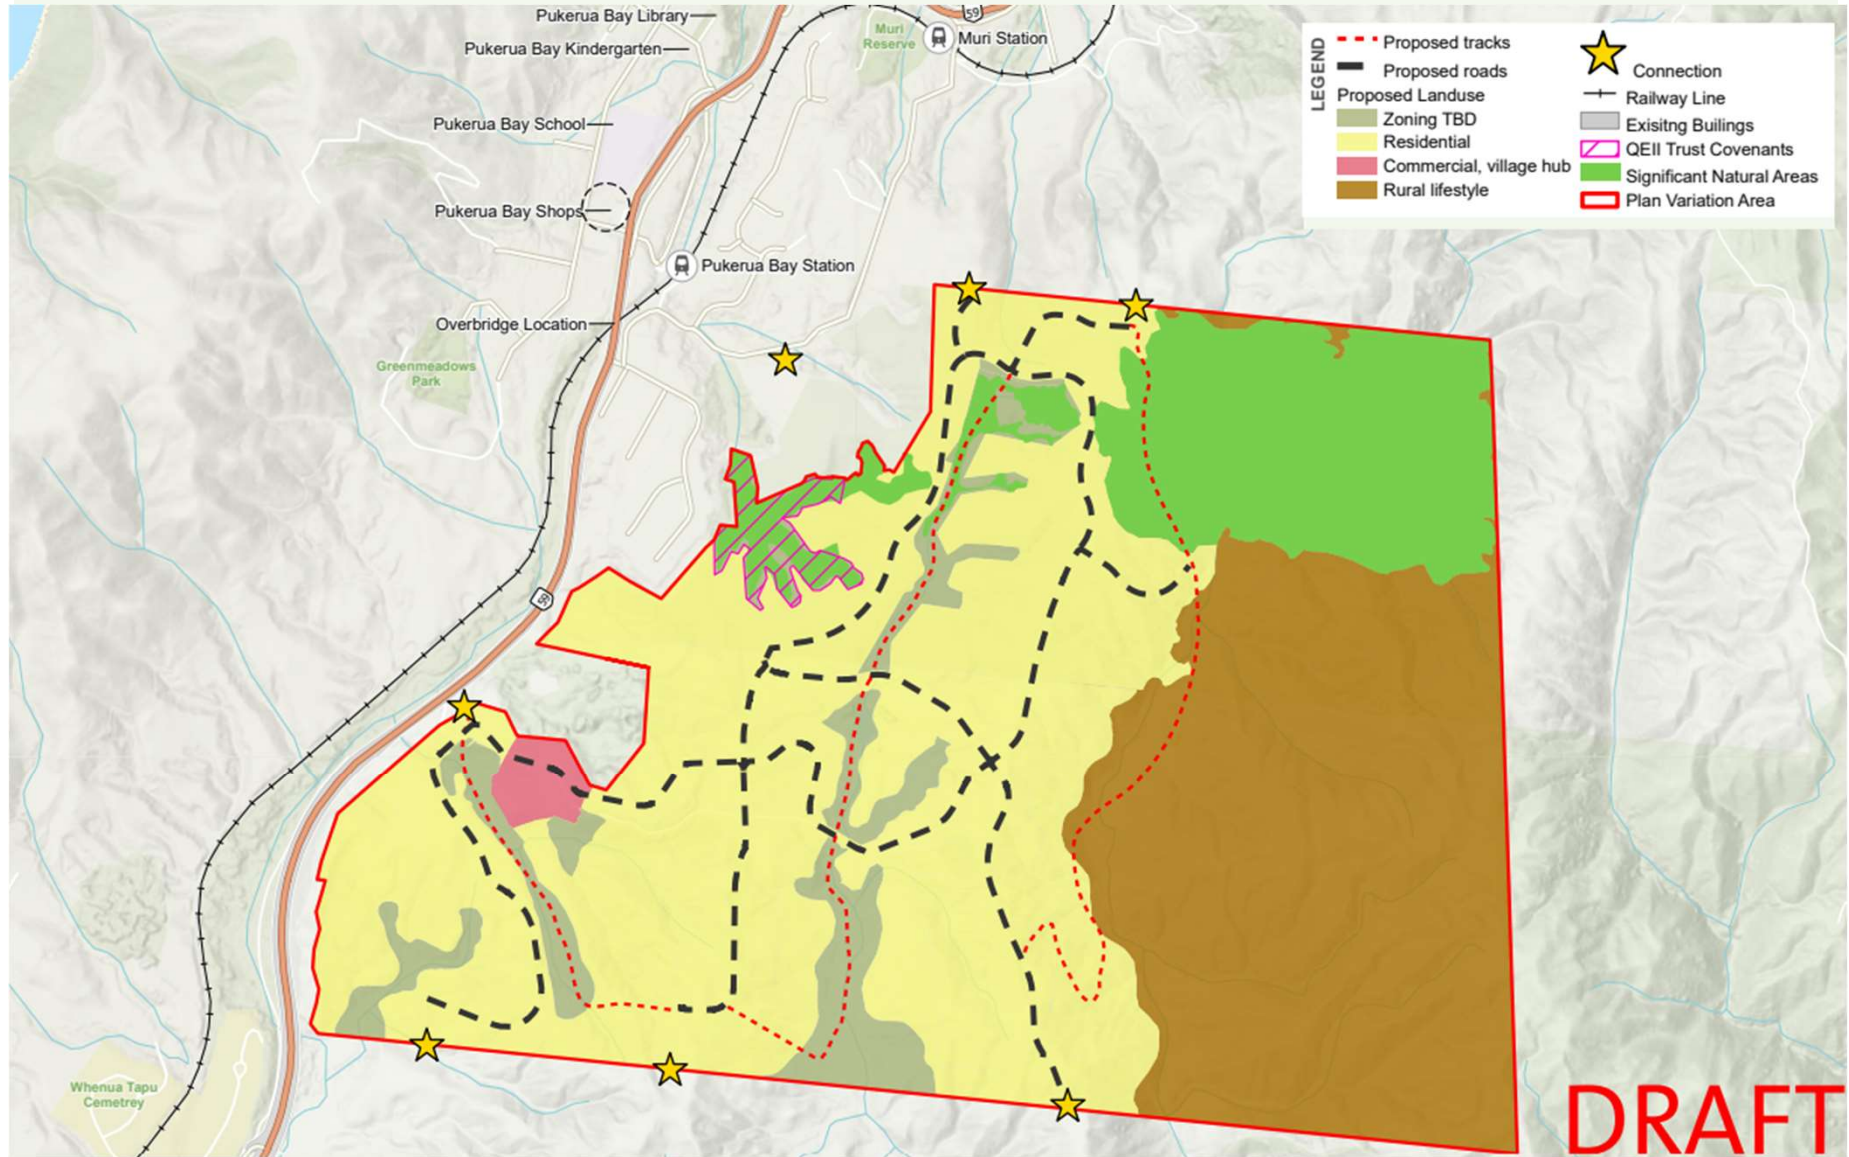 Pukerua Bay Library
59
Muri
Reserve
Muri Station
Pukerua Bay Kindergarten
Pukerua Bay School
Pukerua Bay Shops
Pukerua Bay Station
Overbridge Location
Greenmeadows
Park
59
Whenua Tapu
Cemetrey
LEGEND
Proposed tracks
Proposed roads
Proposed Landuse
Zoning TBD
Residential
Commercial, village hub
Rural lifestyle
Connection
Railway Line
Exisitng Builings
QEII Trust Covenants
Significant Natural Areas
Plan Variation Area
DRAFT